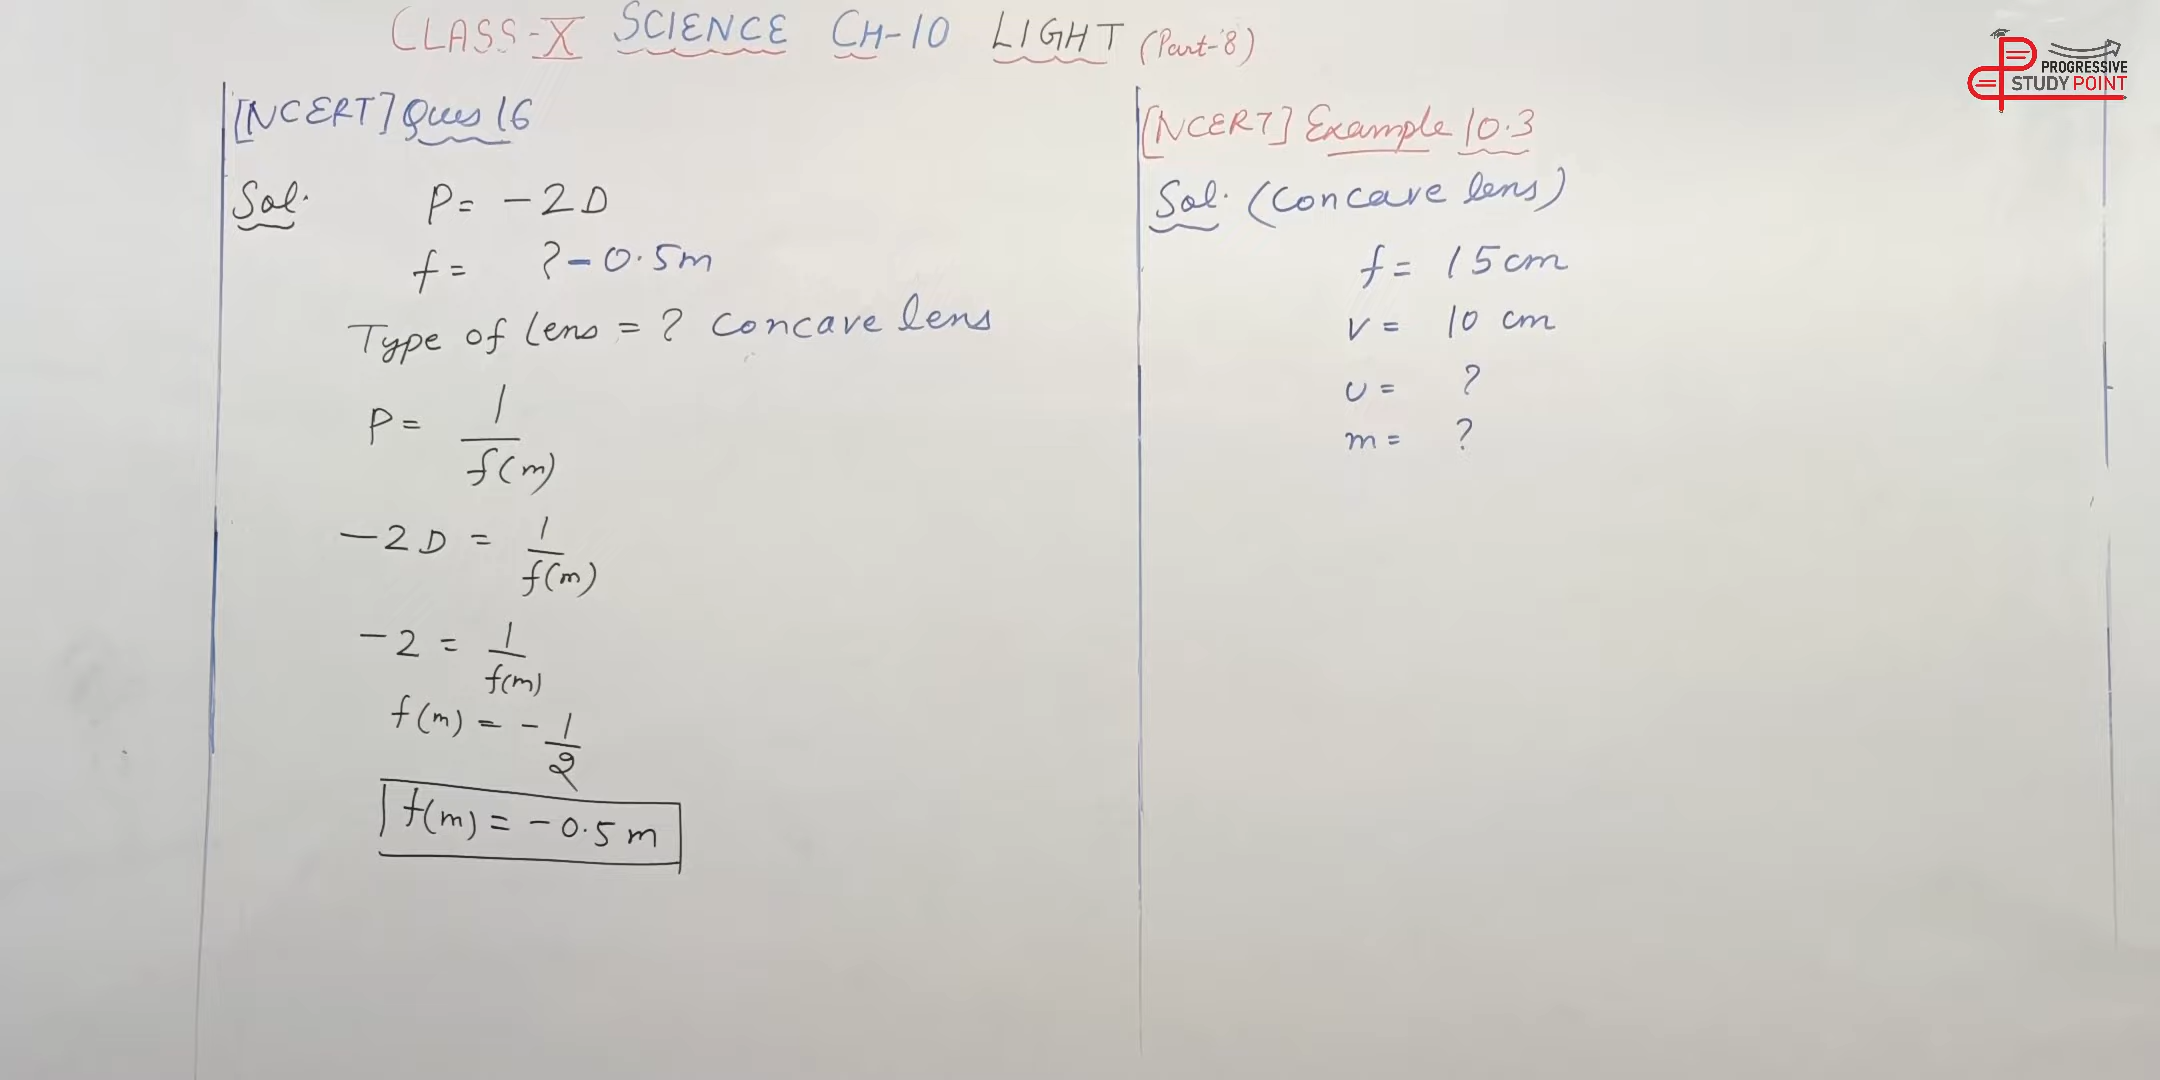 CLASS-X SCIENCE CH-10 LIGHT (Part-8)
PROGRESSIVE
STUDY POINT
[NCERT] Ques 16
Sol. P = -2D
f = ? -0.5m
Type of Lens = ? concave lens
P = 1/f(m)
-2D = 1/f(m)
-2 = 1/f(m)
f(m) = -1/2
f(m) = -0.5 m
[NCERT] Example 10.3
Sol. (Concave lens)
f = 15cm
v = 10 cm
u = ?
m = ?